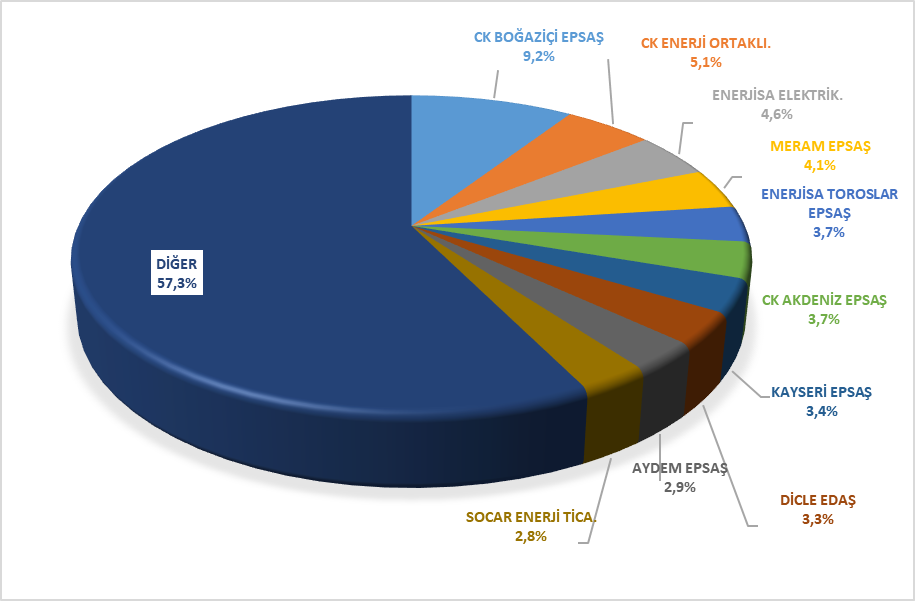 CK BOĞAZİÇİ EPSAŞ
9,2%
CK ENERJİ ORTAKLI.
5,1%
ENERJİSA ELEKTRİK.
4,6%
MERAM EPSAŞ
4,1%
ENERJİSA TOROSLAR
EPSAŞ
3,7%
CK AKDENİZ EPSAŞ
3,7%
KAYSERİ EPSAŞ
3,4%
DİCLE EDAŞ
3,3%
AYDEM EPSAŞ
2,9%
SOCAR ENERJİ TİCA.
2,8%
DİĞER
57,3%